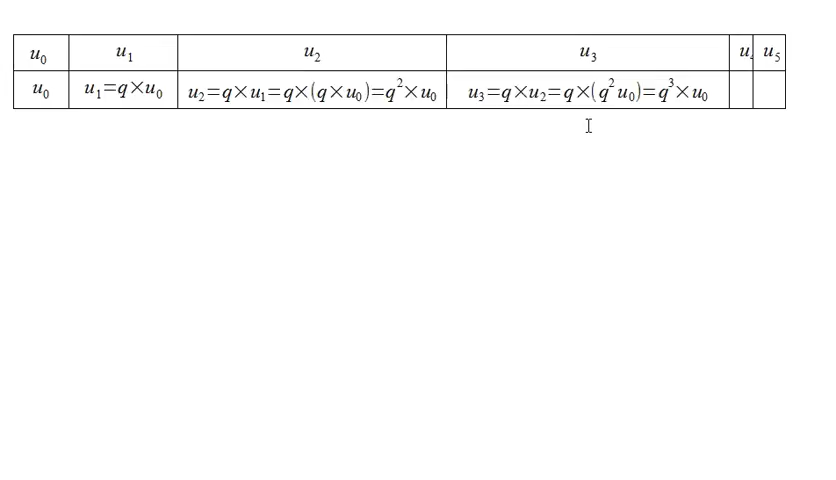 u₀ u₁ u₂ u₃ u u₅
u₀ u₁=q×u₀ u₂=q×u₁=q×(q×u₀)=q²×u₀ u₃=q×u₂=q×(q²u₀)=q³×u₀